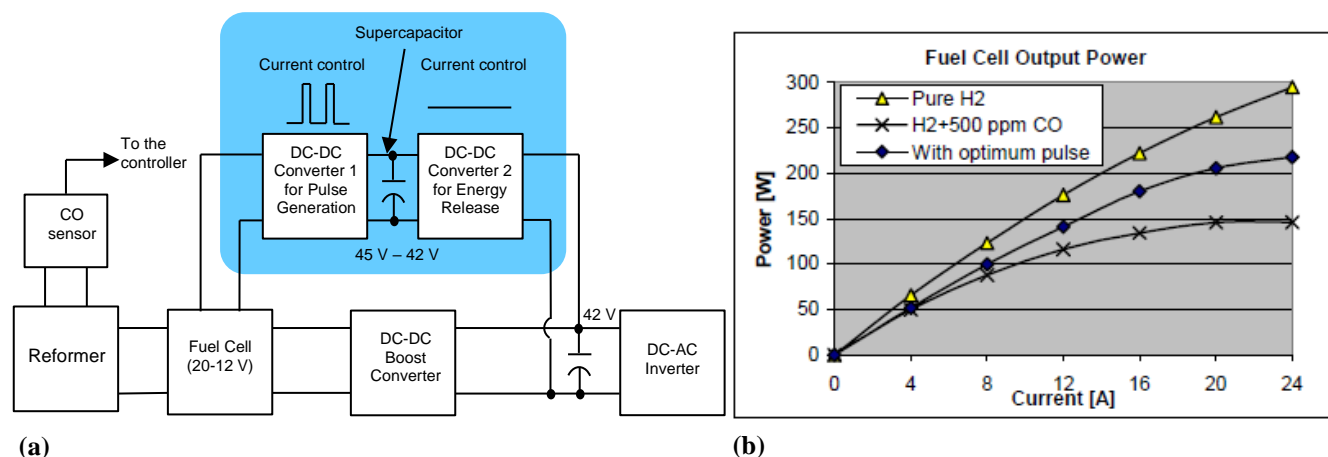 (a)
Supercapacitor
Current control
Current control
To the
controller
DC-DC
Converter 1
for Pulse
Generation
DC-DC
Converter 2
for Energy
Release
CO
sensor
45 V – 42 V
Reformer
Fuel Cell
(20-12 V)
DC-DC
Boost
Converter
42 V
DC-AC
Inverter
(a)
(b)
Fuel Cell Output Power
Power [W]
300
250
200
150
100
50
0
Pure H2
H2+500 ppm CO
With optimum pulse
0 4 8 12 16 20 24
Current [A]
(b)